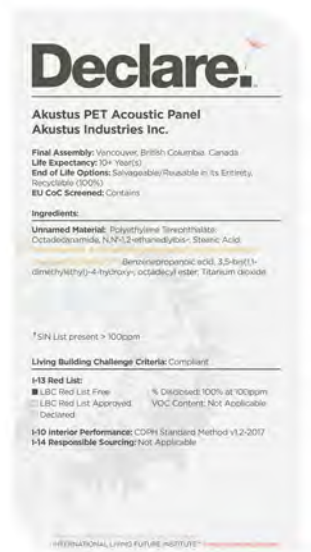 Declare.
Akustus PET Acoustic Panel
Akustus Industries Inc.
Final Assembly: Vancouver, British Columbia, Canada
Life Expectancy: 10+ Year(s)
End of Life Options: Salvageable/Reusable in its Entirety,
Recyclable (100%)
EU CoC Screened: Contains
Ingredients:
Unnamed Material: Polyethylene Terephthalate;
Octadecanamide, N,N'-1,2-ethanediylbis-; Stearic Acid;
Benzenepropanoic acid, 3,5-bis(1,1-
dimethylethyl)-4-hydroxy-, octadecyl ester; Titanium dioxide
SIN List present > 100ppm
Living Building Challenge Criteria: Compliant
I-13 Red List:
LBC Red List Free % Disclosed: 100% at 100ppm
LBC Red List Approved VOC Content: Not Applicable
Declared
I-10 Interior Performance: CDPH Standard Method v1.2-2017
I-14 Responsible Sourcing: Not Applicable
INTERNATIONAL LIVING FUTURE INSTITUTE